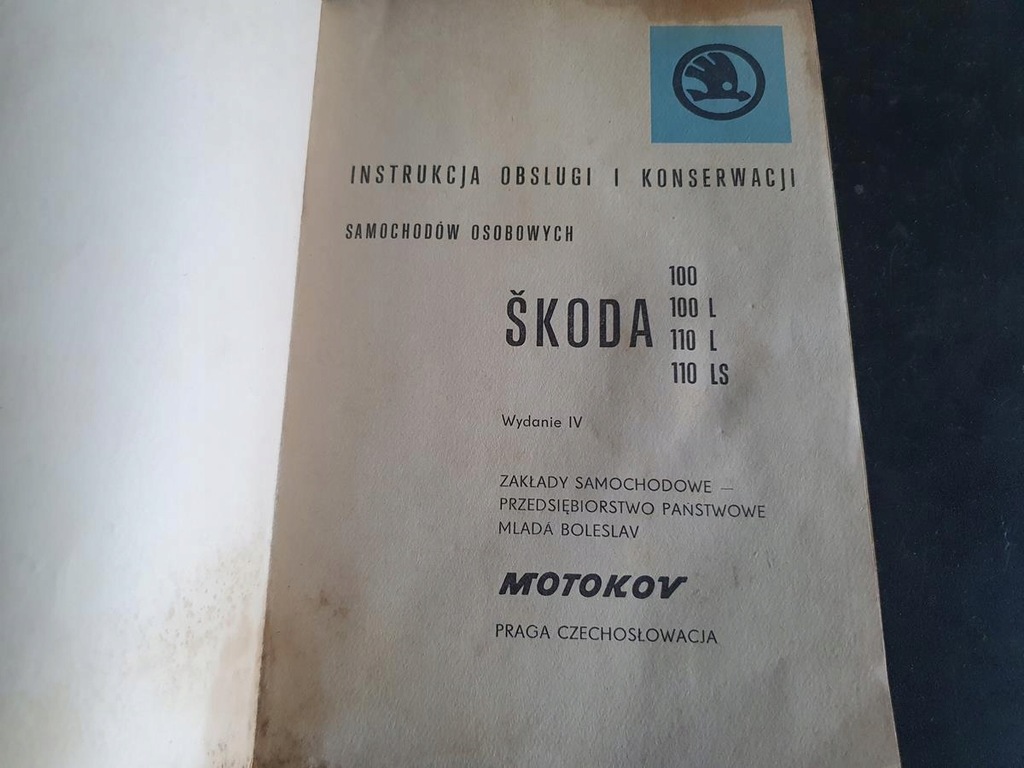 INSTRUKCJA OBSLUGI I KONSERWACJI
SAMOCHODÓW OSOBOWYCH
ŠKODA
100
100 L
110 L
110 LS
Wydanie IV
ZAKŁADY SAMOCHODOWE —
PRZEDSIĘBIORSTWO PAŃSTWOWE
MLADÁ BOLESLAV
MOTOKOV
PRAGA CZECHOSŁOWACJA